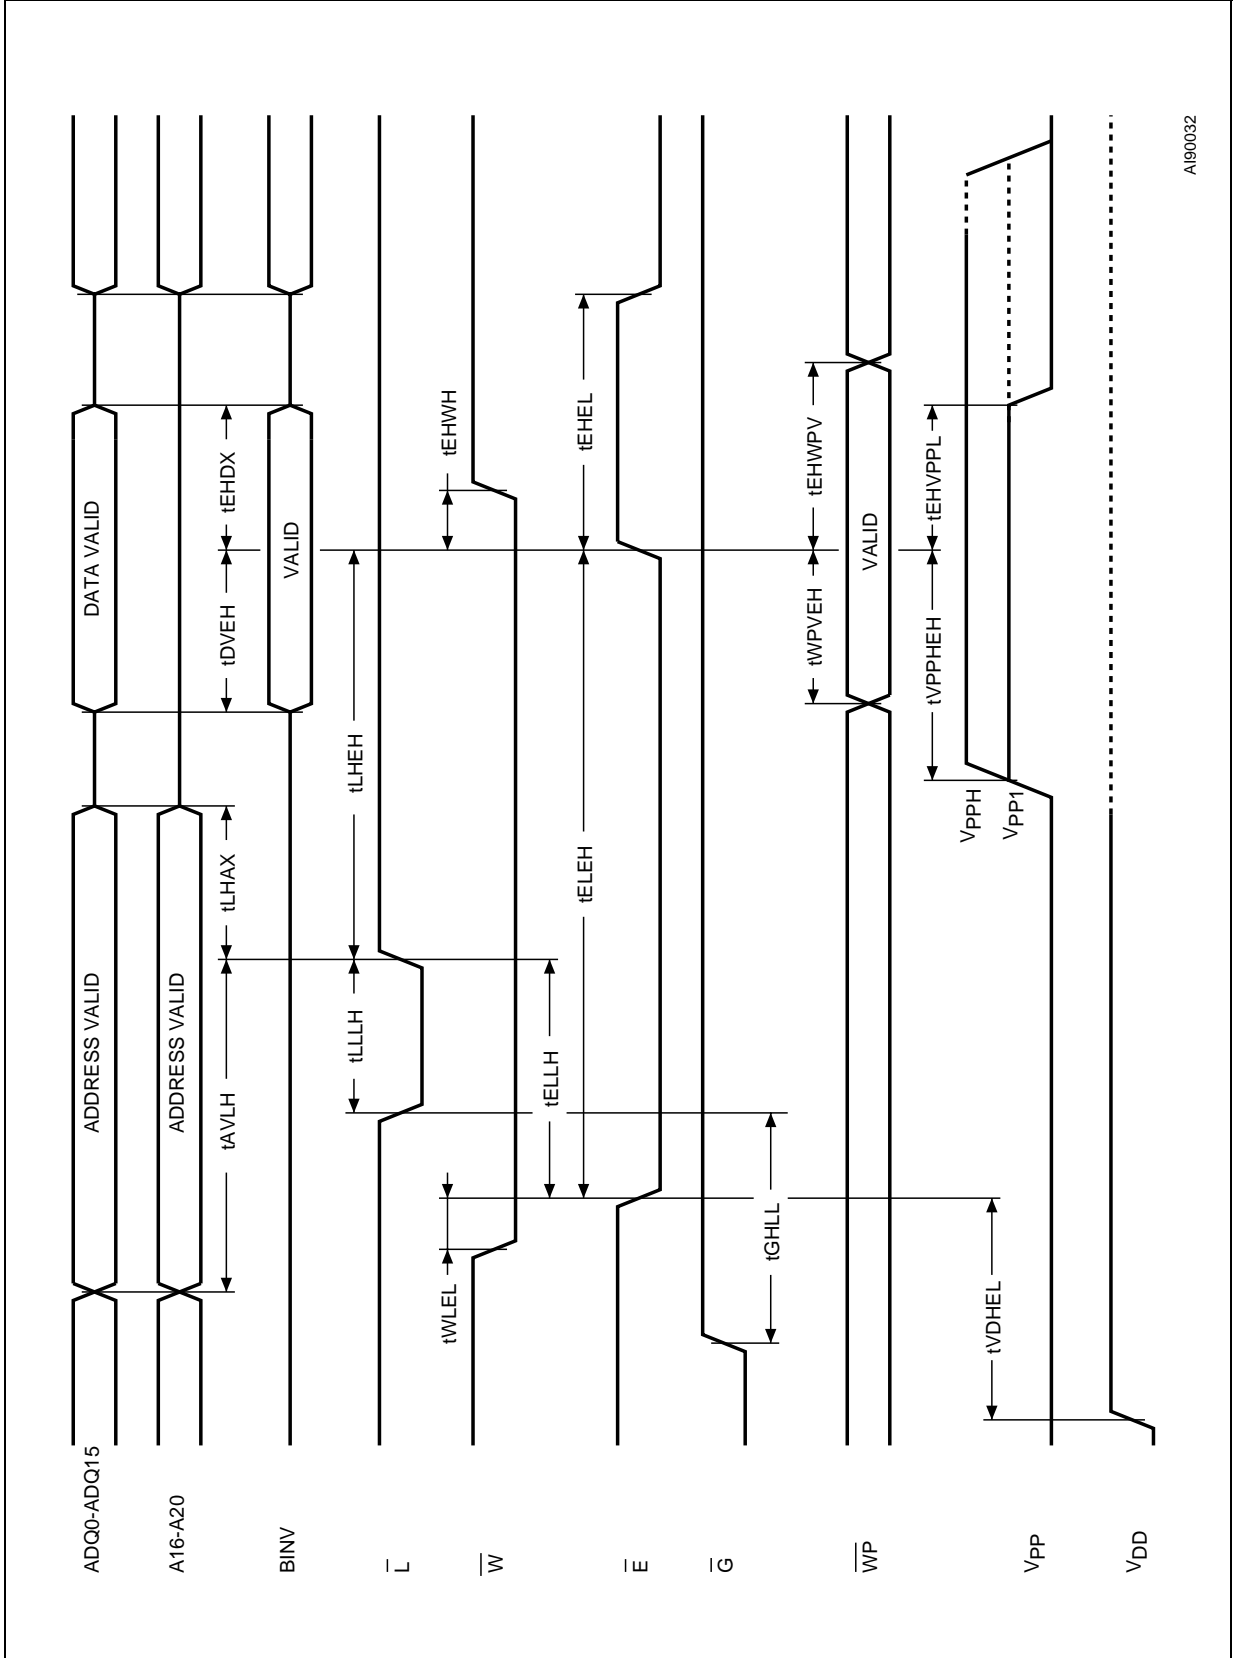 ADQ0-ADQ15
ADDRESS VALID
DATA VALID
A16-A20
ADDRESS VALID
tAVLH
tLHAX
tDVEH
tEHDX
BINV
VALID
L
tLLLH
tLHEH
W
tWLEL
tEHWH
tELLH
E
tELEH
tEHEL
G
tGHLL
WP
tWPVEH
tEHWPV
VALID
tVPPHEH
tEHVPPL
VPPH
VPP1
VPP
tVDHEL
VDD
AI90032